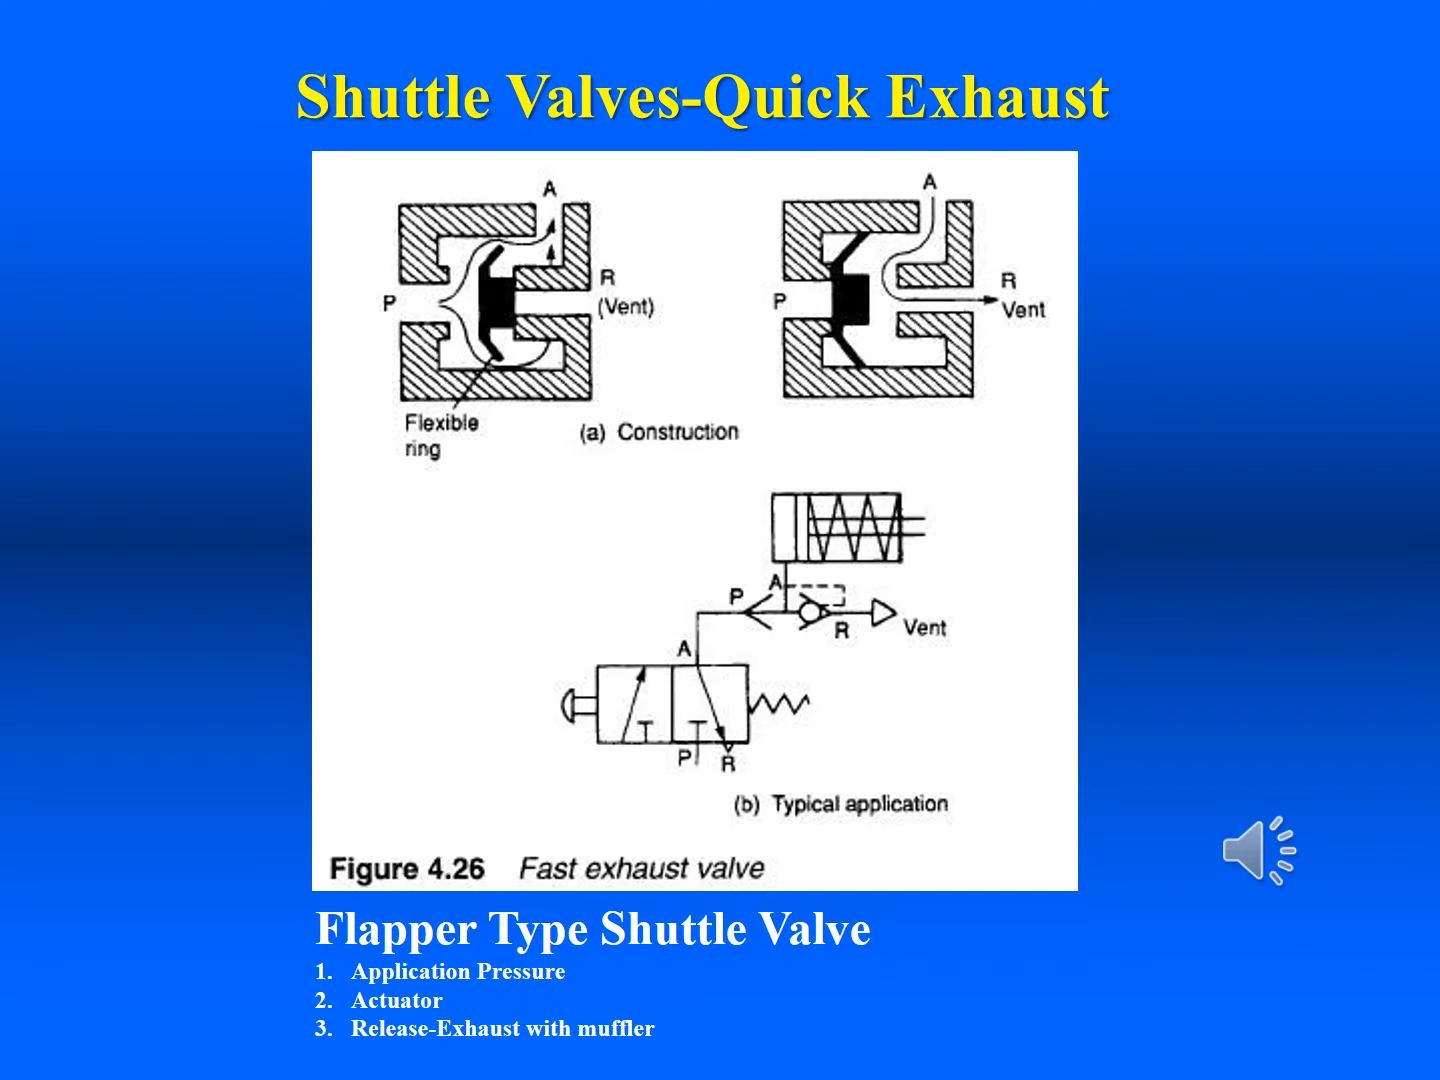 Shuttle Valves-Quick Exhaust
A
P
R
(Vent)
Flexible
ring
A
P
R
Vent
(a) Construction
A
P
R
Vent
A
P
R
(b) Typical application
Figure 4.26 Fast exhaust valve
Flapper Type Shuttle Valve
1. Application Pressure
2. Actuator
3. Release-Exhaust with muffler